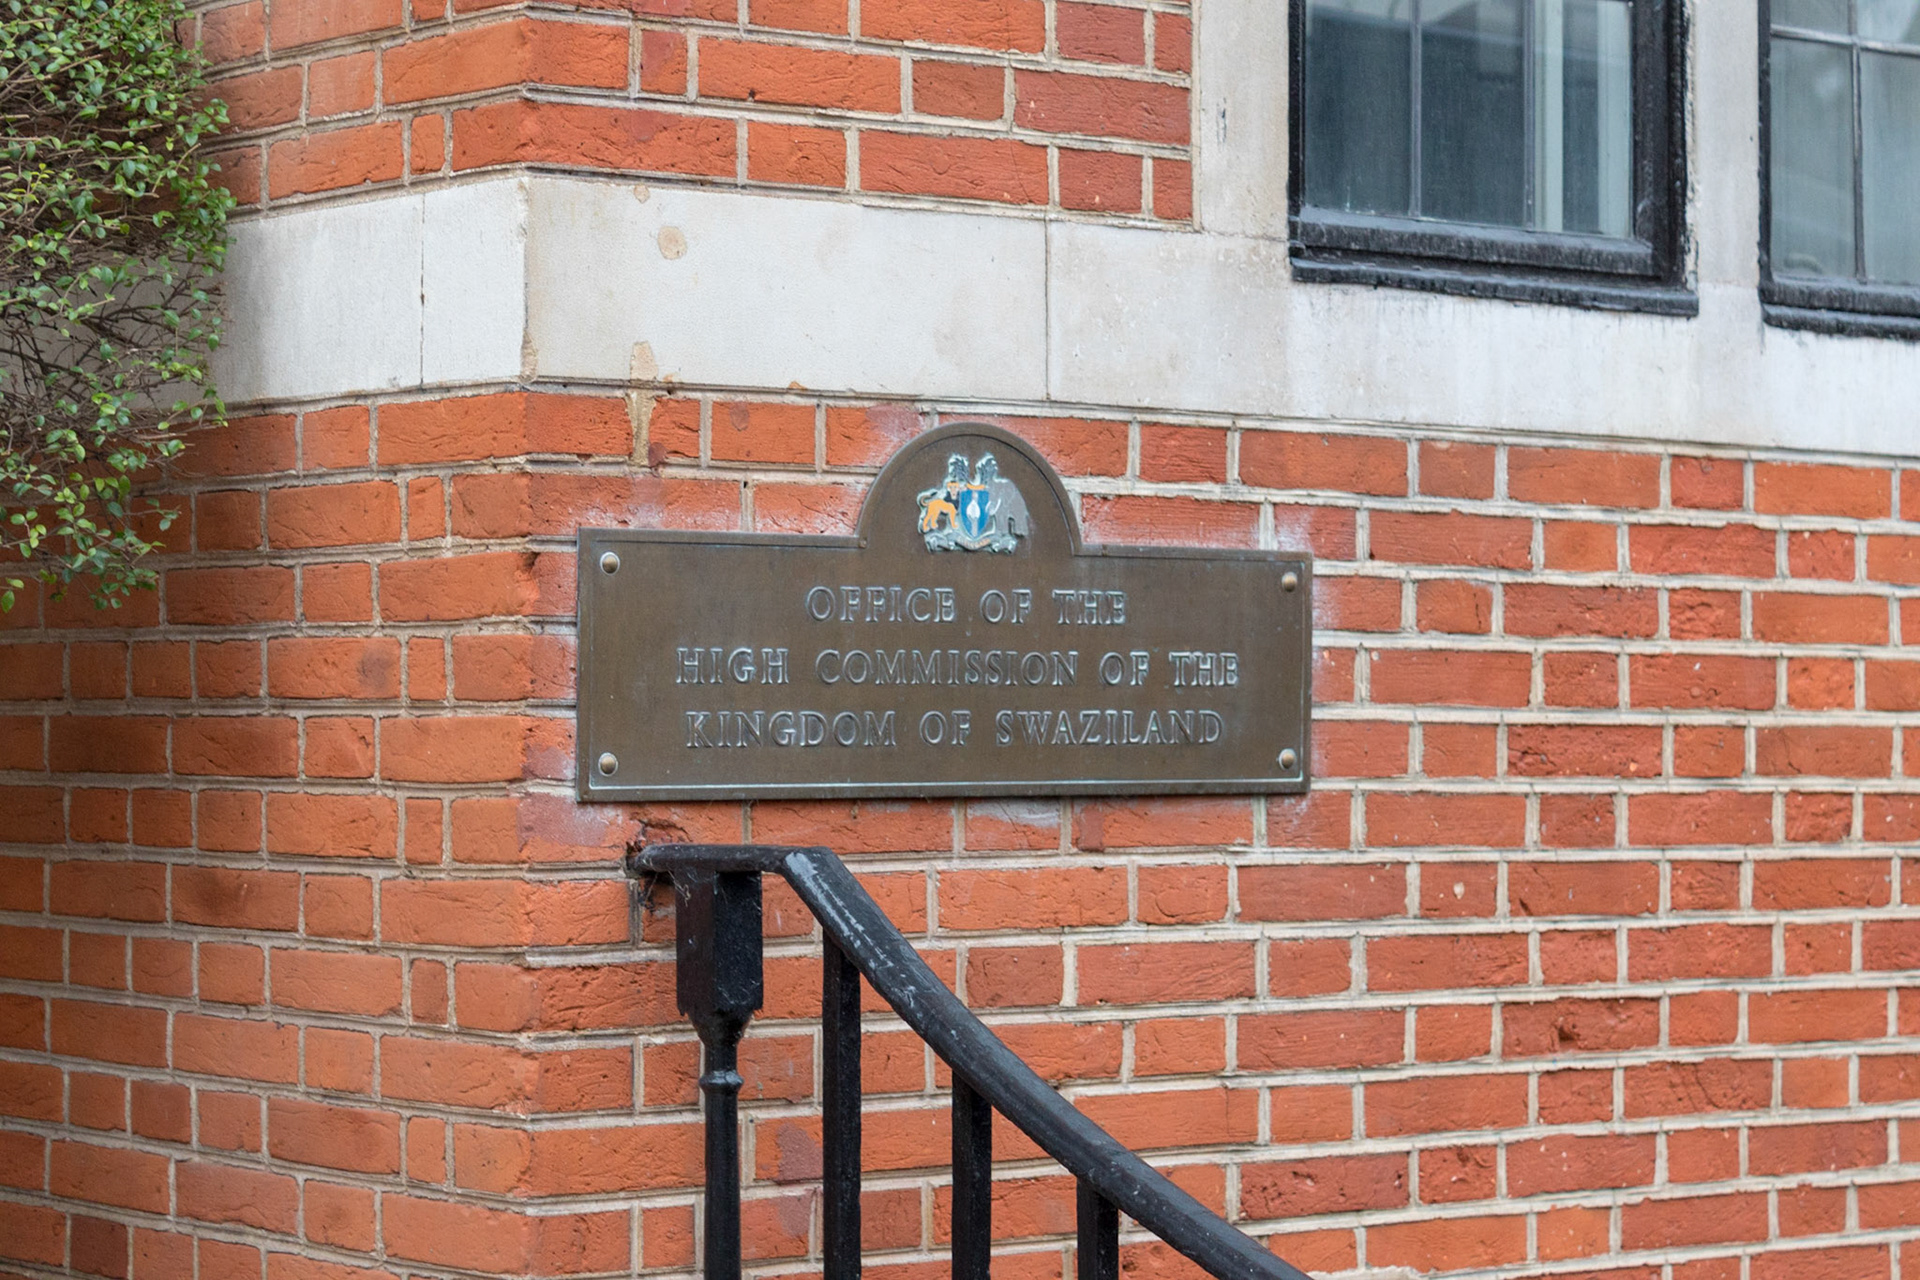 OFFICE OF THE
HIGH COMMISSION OF THE
KINGDOM OF SWAZILAND